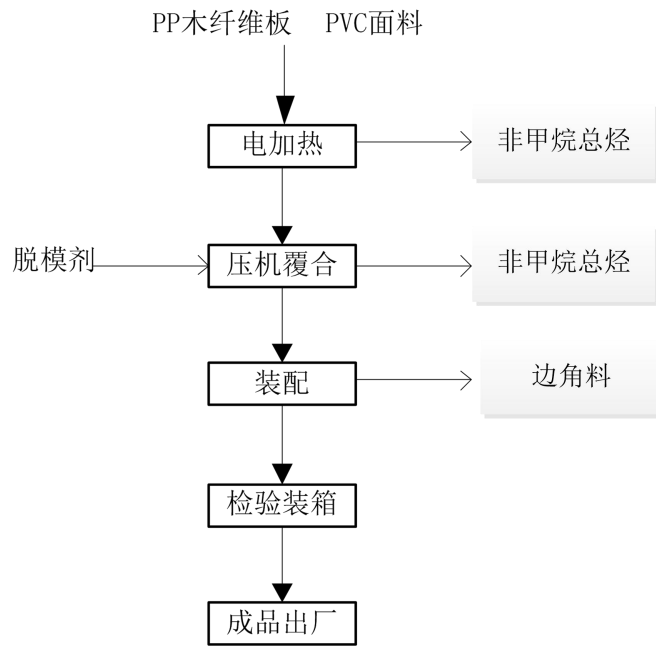 PP木纤维板 PVC面料
电加热
非甲烷总烃
脱模剂
压机覆合
非甲烷总烃
装配
边角料
检验装箱
成品出厂